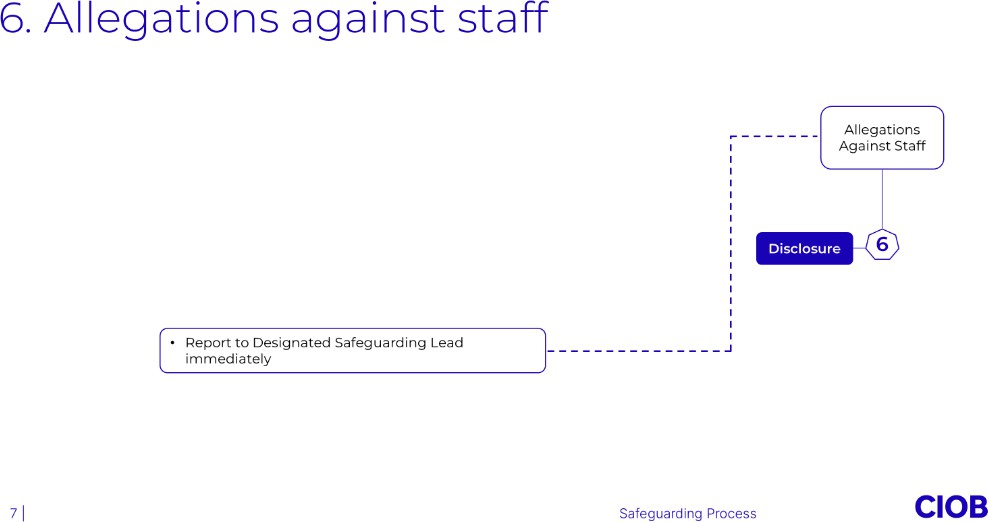 6. Allegations against staff
Allegations
Against Staff
Disclosure
6
• Report to Designated Safeguarding Lead
immediately
7
Safeguarding Process
CIOB